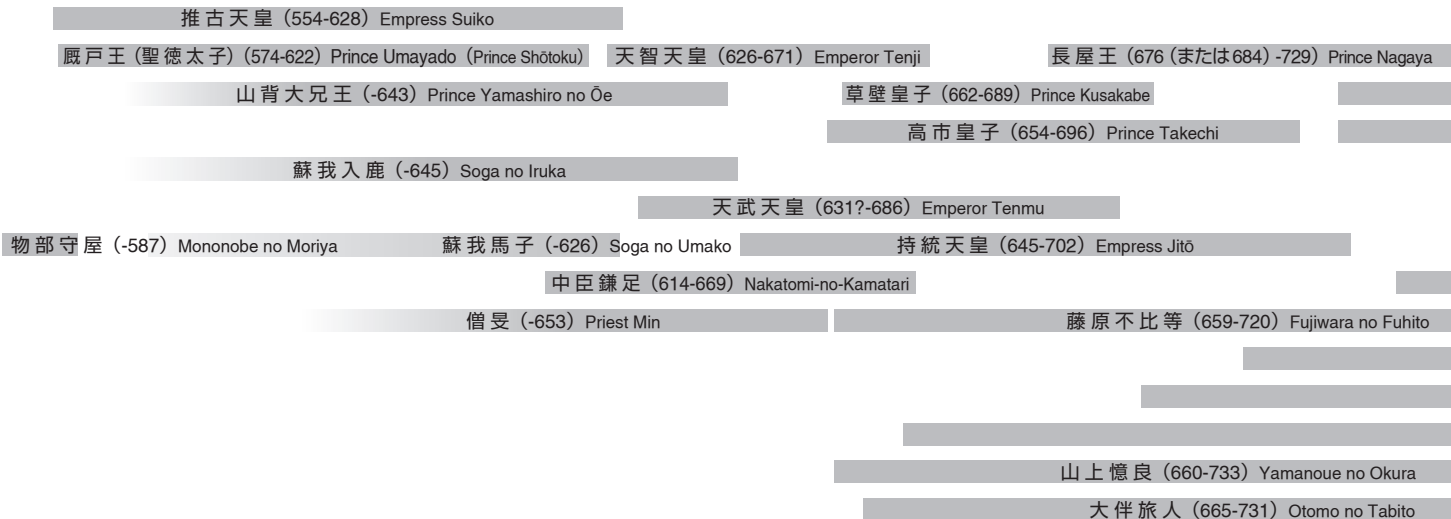 推古天皇（554-628）Empress Suiko
厩戸王（聖徳太子）（574-622）Prince Umayado（Prince Shōtoku） 天智天皇（626-671）Emperor Tenji 長屋王（676（または684）-729）Prince Nagaya
山背大兄王（-643）Prince Yamashiro no Ōe 草壁皇子（662-689）Prince Kusakabe
高市皇子（654-696）Prince Takechi
蘇我入鹿（-645）Soga no Iruka
天武天皇（631?-686）Emperor Tenmu
物部守屋（-587）Mononobe no Moriya 蘇我馬子（-626）Soga no Umako 持統天皇（645-702）Empress Jitō
中臣鎌足（614-669）Nakatomi-no-Kamatari
僧旻（-653）Priest Min 藤原不比等（659-720）Fujiwara no Fuhito
山上憶良（660-733）Yamanoue no Okura
大伴旅人（665-731）Otomo no Tabito